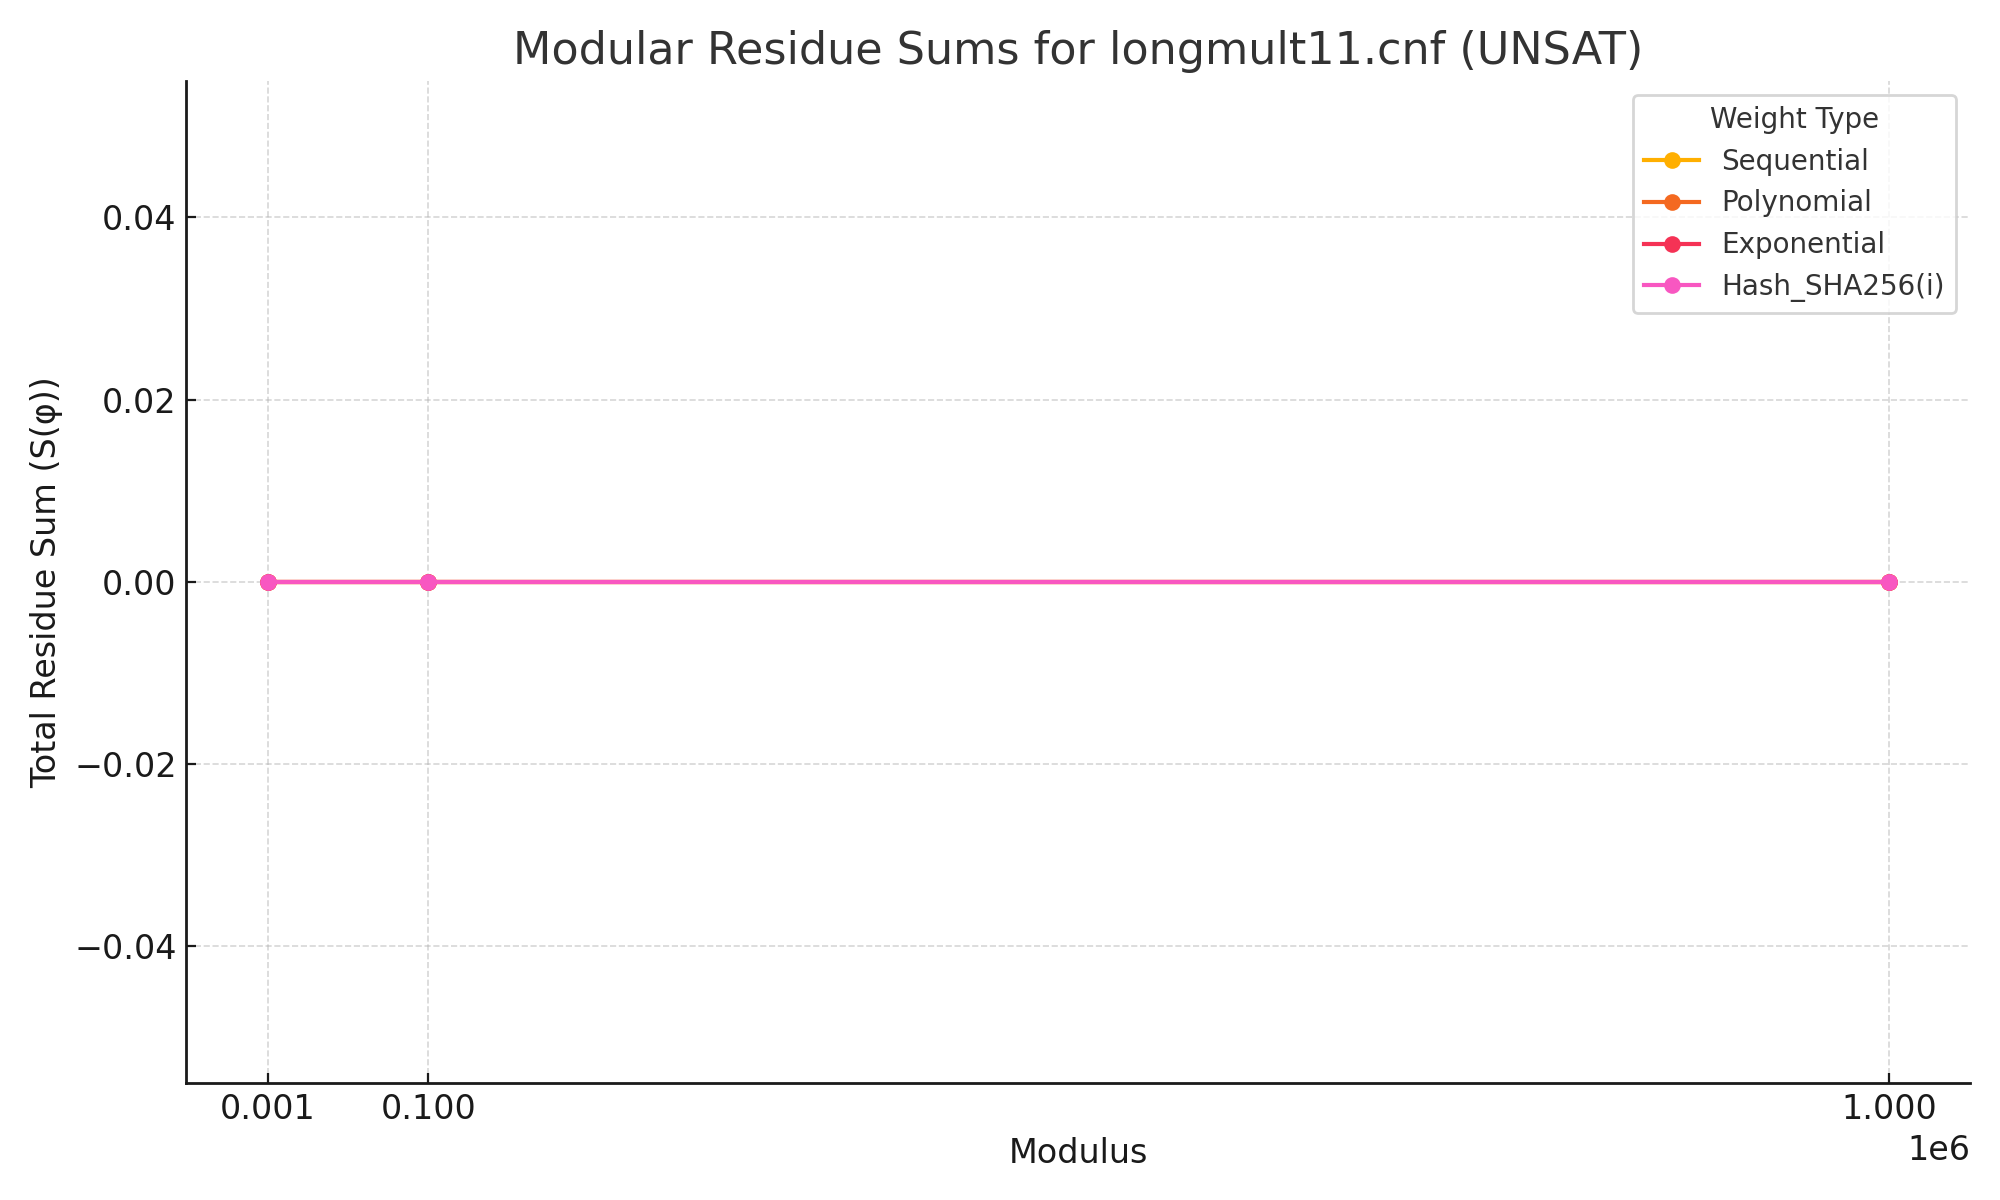 Modular Residue Sums for longmult11.cnf (UNSAT)
Weight Type
Sequential
Polynomial
Exponential
Hash_SHA256(i)
Total Residue Sum (S(φ))
0.04
0.02
0.00
−0.02
−0.04
0.001 0.100 1.000
1e6
Modulus